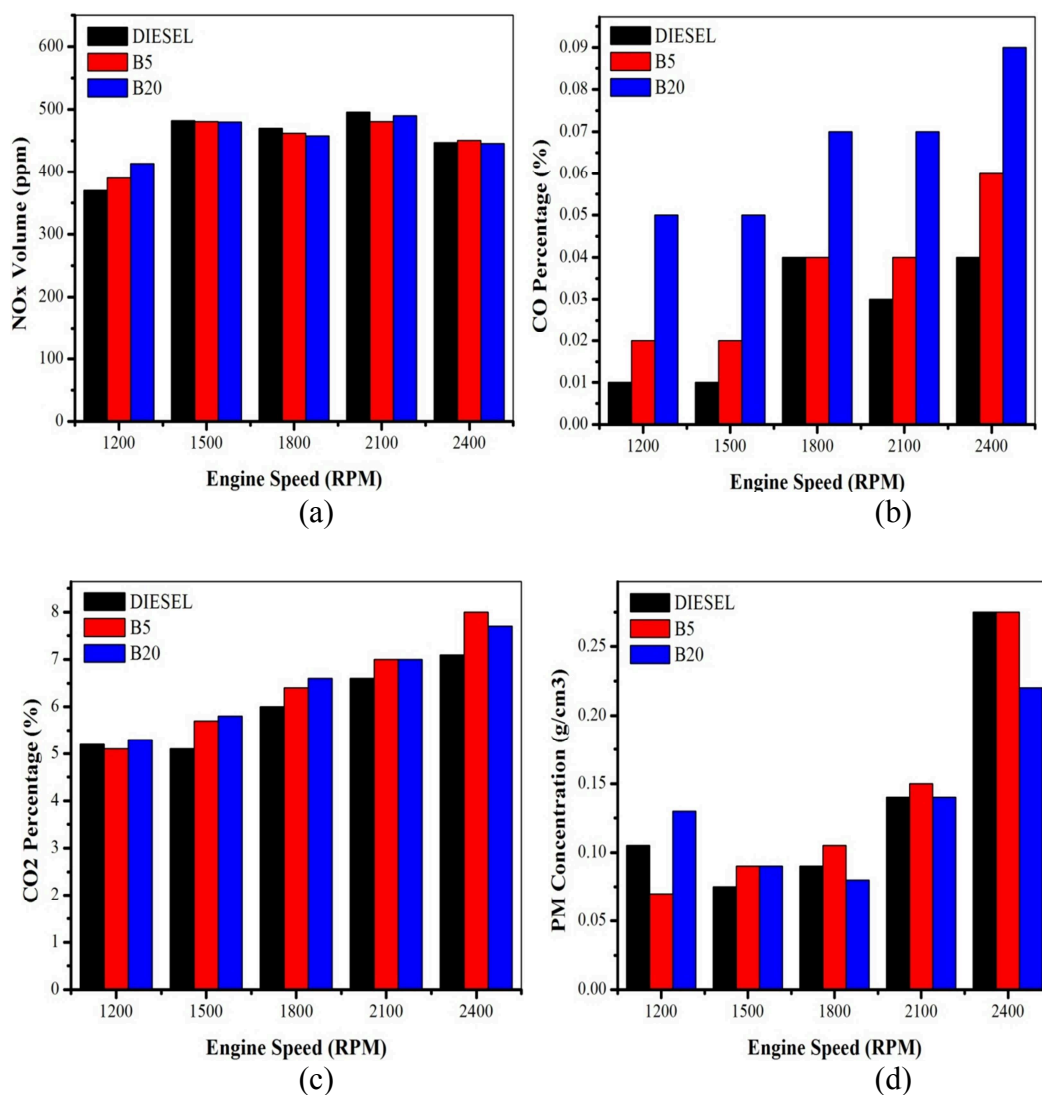 DIESEL
B5
B20
NOx Volume (ppm)
600
500
400
300
200
100
0
1200 1500 1800 2100 2400
Engine Speed (RPM)
(a)
DIESEL
B5
B20
CO Percentage (%)
0.09
0.08
0.07
0.06
0.05
0.04
0.03
0.02
0.01
0.00
1200 1500 1800 2100 2400
Engine Speed (RPM)
(b)
DIESEL
B5
B20
CO2 Percentage (%)
8
7
6
5
4
3
2
1
0
1200 1500 1800 2100 2400
Engine Speed (RPM)
(c)
DIESEL
B5
B20
PM Concentration (g/cm3)
0.25
0.20
0.15
0.10
0.05
0.00
1200 1500 1800 2100 2400
Engine Speed (RPM)
(d)